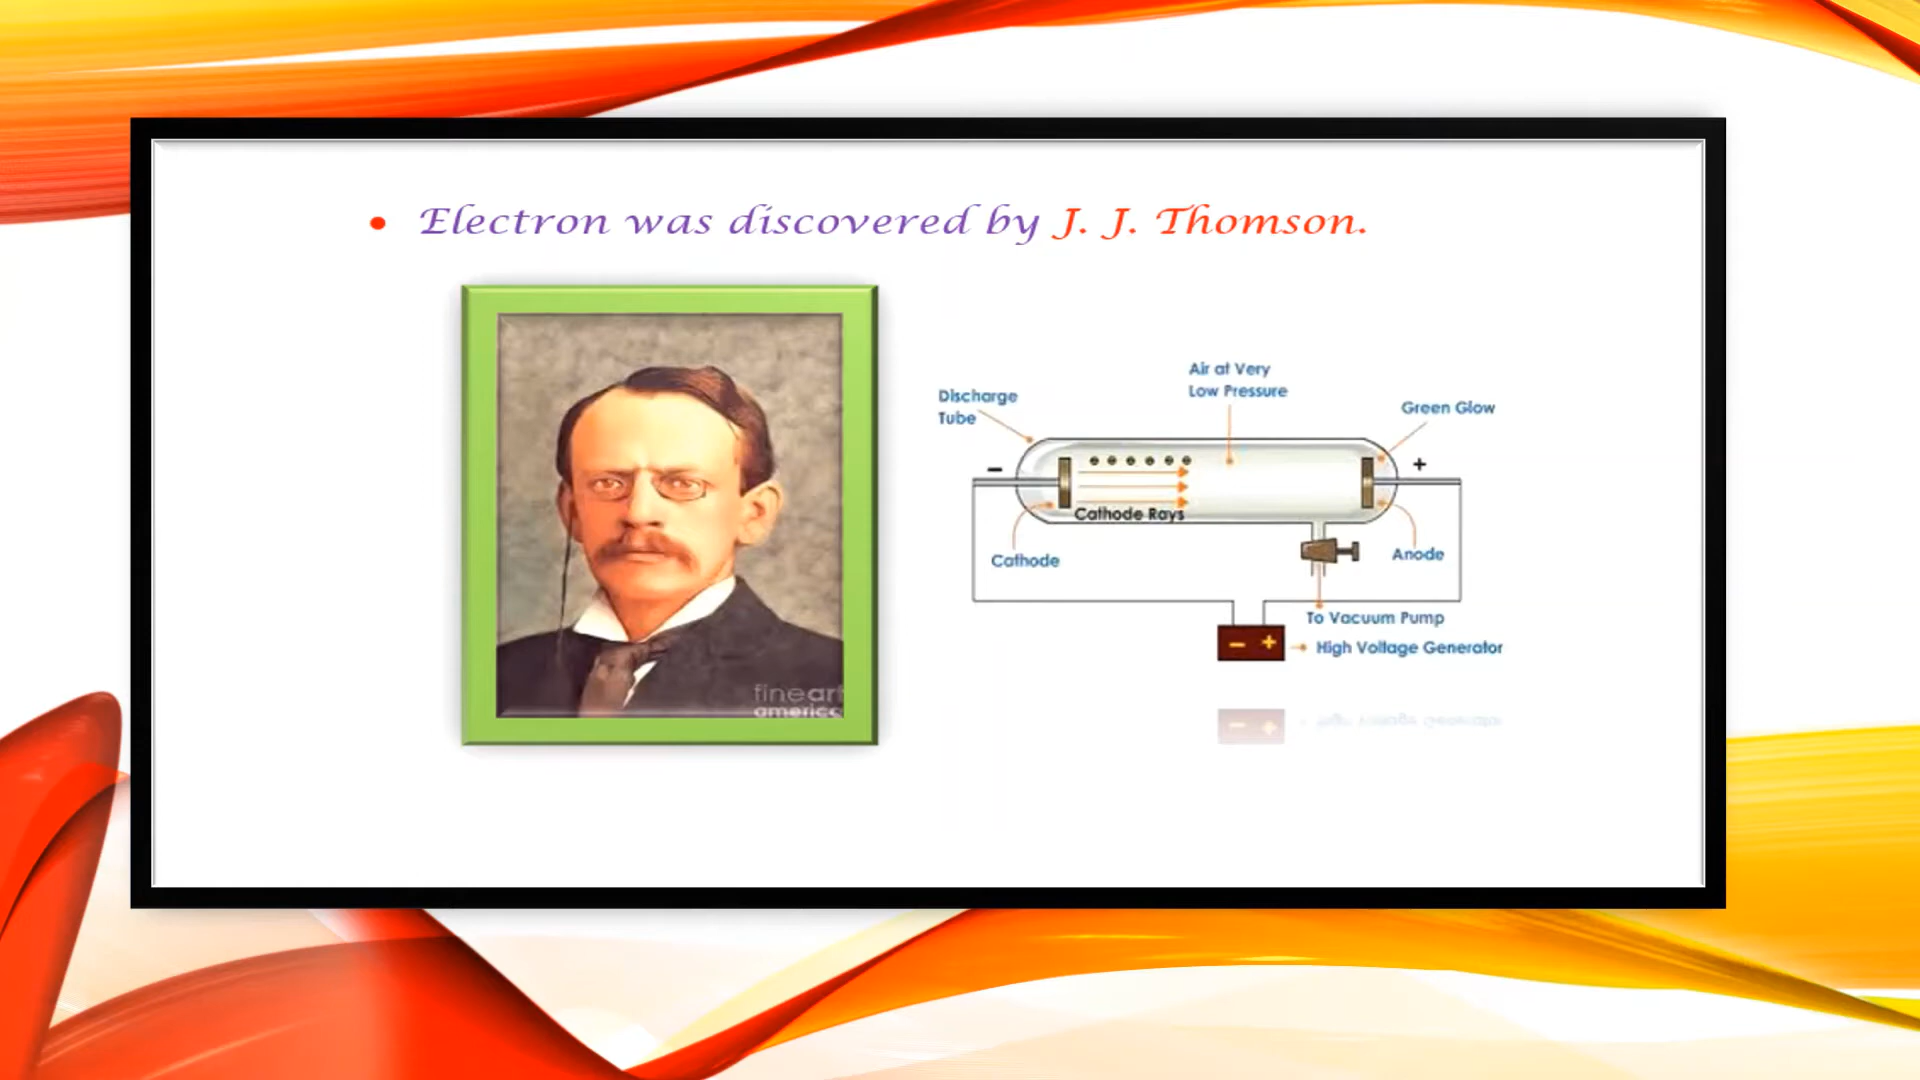 • Electron was discovered by J. J. Thomson.
Air at Very
Low Pressure
Discharge
Tube
Green Glow
−
+
Cathode Rays
Cathode
Anode
To Vacuum Pump
− +
High Voltage Generator
fineart
america